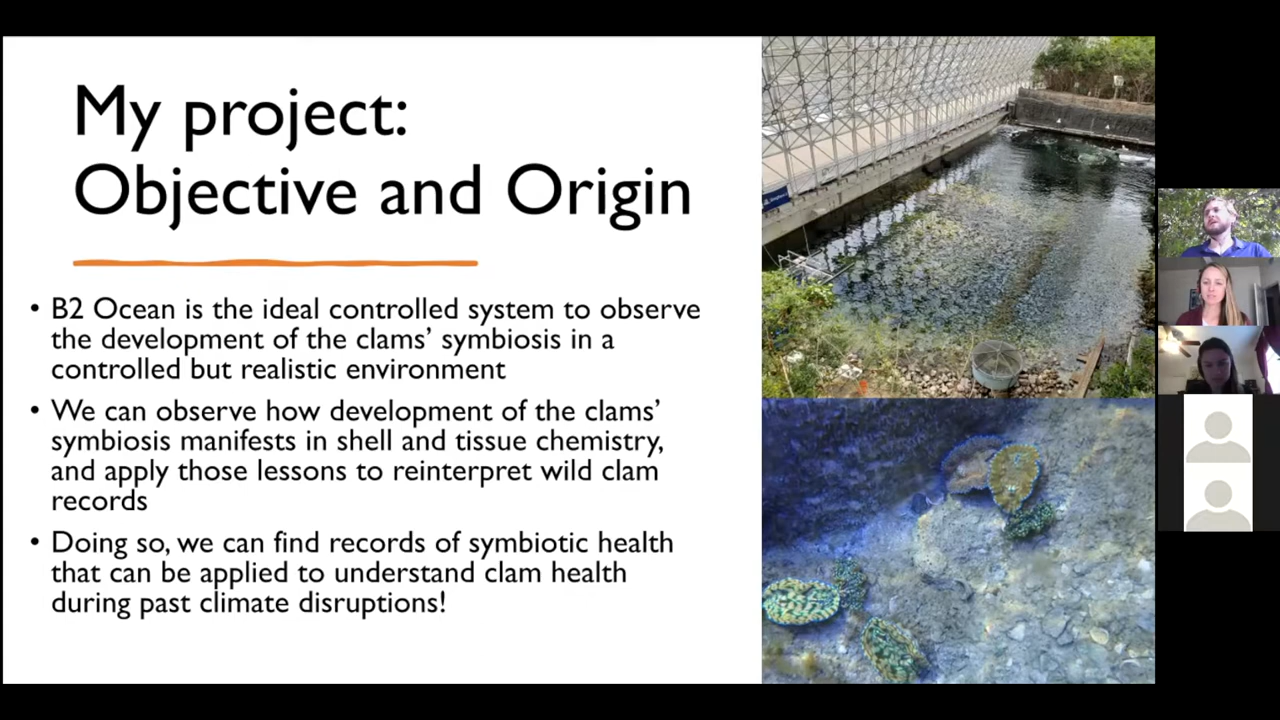 My project:
Objective and Origin
• B2 Ocean is the ideal controlled system to observe
the development of the clams’ symbiosis in a
controlled but realistic environment
• We can observe how development of the clams’
symbiosis manifests in shell and tissue chemistry,
and apply those lessons to reinterpret wild clam
records
• Doing so, we can find records of symbiotic health
that can be applied to understand clam health
during past climate disruptions!